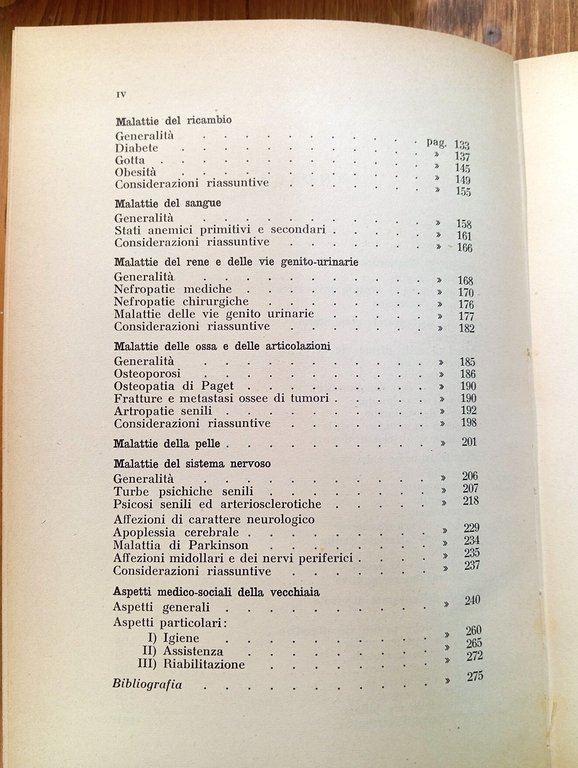 IV
Malattie del ricambio
Generalità . . . . . . . . . . . pag. 133
Diabete . . . . . . . . . . . » 137
Gotta . . . . . . . . . . . . » 145
Obesità . . . . . . . . . . . » 149
Considerazioni riassuntive . . . . . . . » 155
Malattie del sangue
Generalità . . . . . . . . . . . » 158
Stati anemici primitivi e secondari . . . . . » 161
Considerazioni riassuntive . . . . . . . » 166
Malattie del rene e delle vie genito-urinarie
Generalità . . . . . . . . . . . » 168
Nefropatie mediche . . . . . . . . » 170
Nefropatie chirurgiche . . . . . . . » 176
Malattie delle vie genito urinarie . . . . . » 177
Considerazioni riassuntive . . . . . . . » 182
Malattie delle ossa e delle articolazioni
Generalità . . . . . . . . . . . » 185
Osteoporosi . . . . . . . . . . » 186
Osteopatia di Paget . . . . . . . . » 190
Fratture e metastasi ossee di tumori . . . . . » 190
Artropatie senili . . . . . . . . . » 192
Considerazioni riassuntive . . . . . . . » 198
Malattie della pelle . . . . . . . . . » 201
Malattie del sistema nervoso
Generalità . . . . . . . . . . . » 206
Turbe psichiche senili . . . . . . . » 207
Psicosi senili ed arteriosclerotiche . . . . . » 218
Affezioni di carattere neurologico
Apoplessia cerebrale . . . . . . . . » 229
Malattia di Parkinson . . . . . . . . » 234
Affezioni midollari e dei nervi periferici . . . . » 235
Considerazioni riassuntive . . . . . . . » 237
Aspetti medico-sociali della vecchiaia
Aspetti generali . . . . . . . . . » 240
Aspetti particolari:
I) Igiene . . . . . . . . . » 260
II) Assistenza . . . . . . . . » 265
III) Riabilitazione . . . . . . . » 272
Bibliografia . . . . . . . . . . » 275